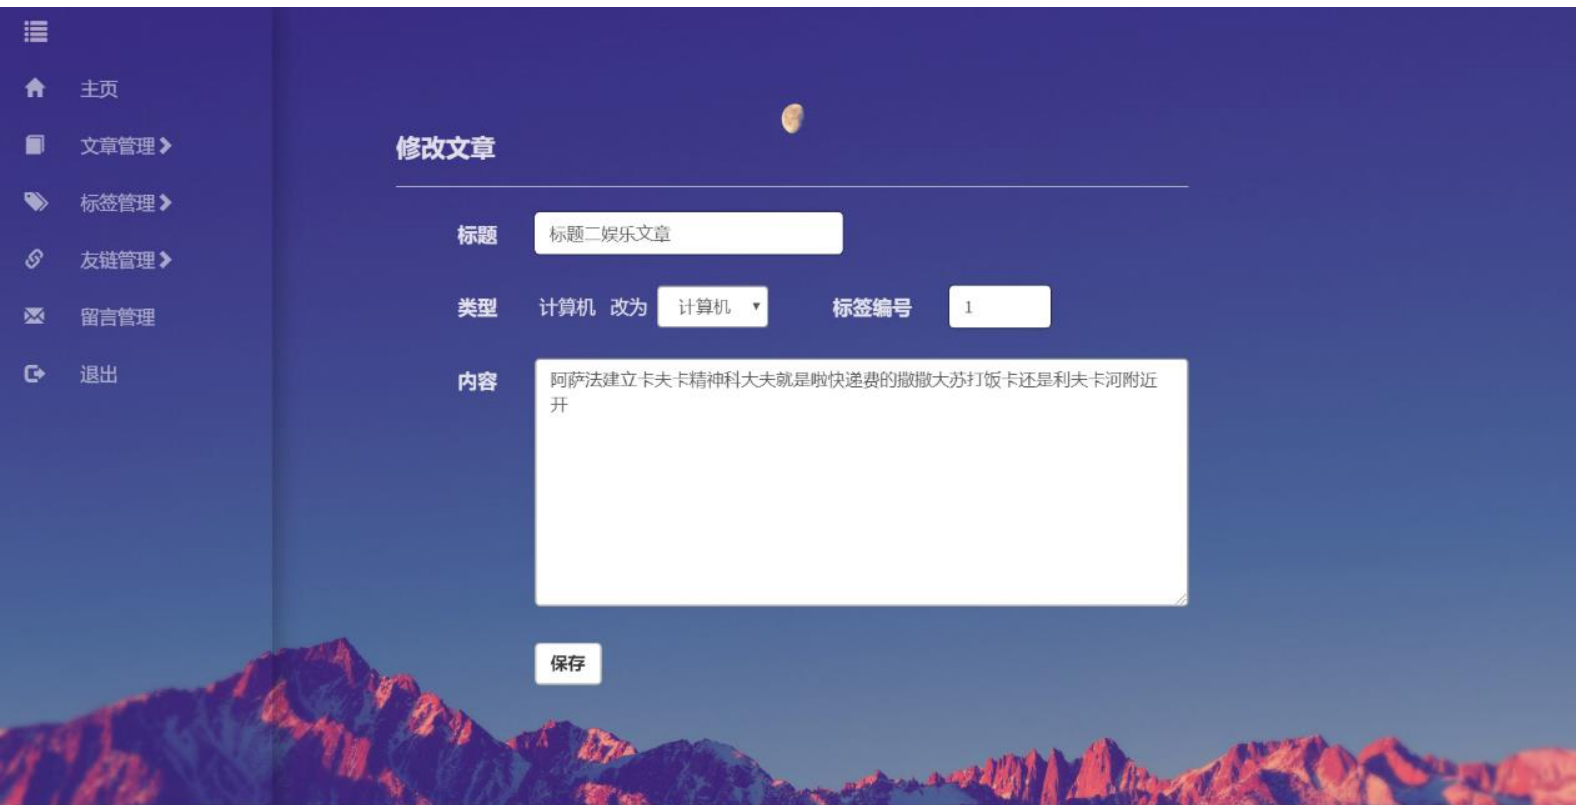 主页
文章管理
标签管理
友链管理
留言管理
退出
修改文章
标题 标题二娱乐文章
类型 计算机 改为 计算机 标签编号 1
内容 阿萨法建立卡夫卡精神科大夫就是啦快递费的撒撒大苏打饭卡还是利夫卡河附近
开
保存